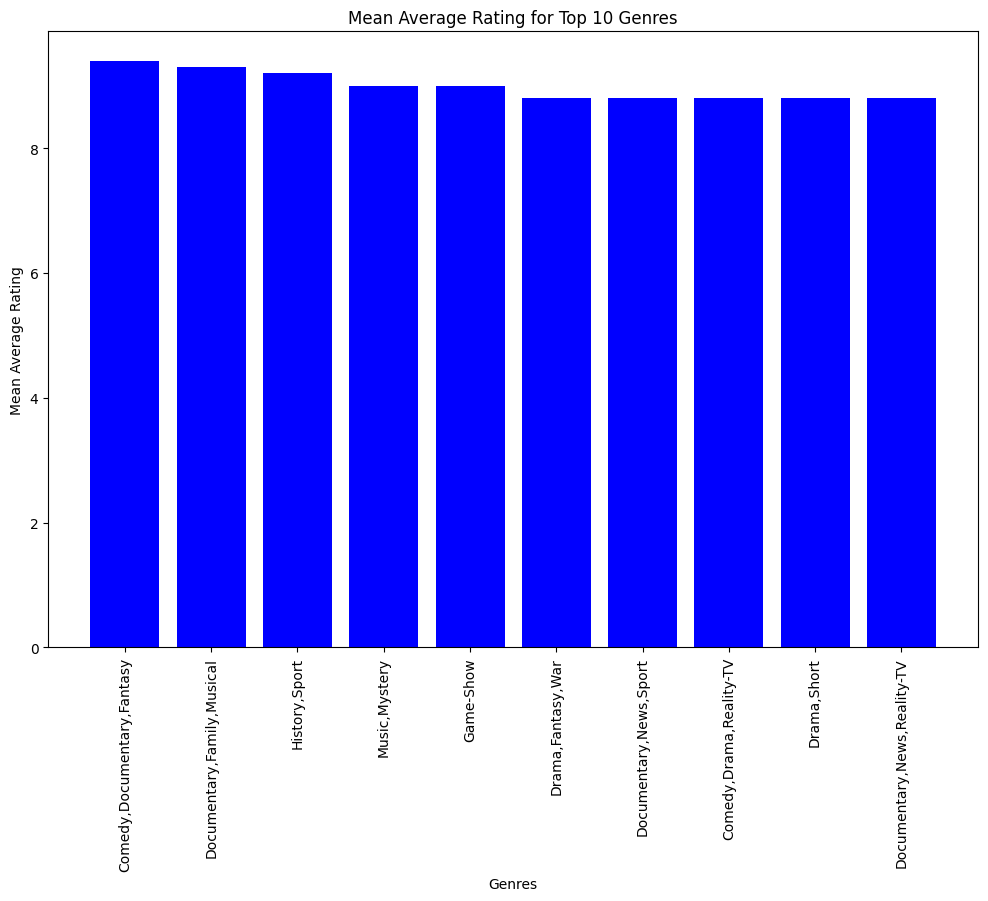 Mean Average Rating for Top 10 Genres
Mean Average Rating
8
6
4
2
0
Comedy,Documentary,Fantasy
Documentary,Family,Musical
History,Sport
Music,Mystery
Game-Show
Drama,Fantasy,War
Documentary,News,Sport
Comedy,Drama,Reality-TV
Drama,Short
Documentary,News,Reality-TV
Genres